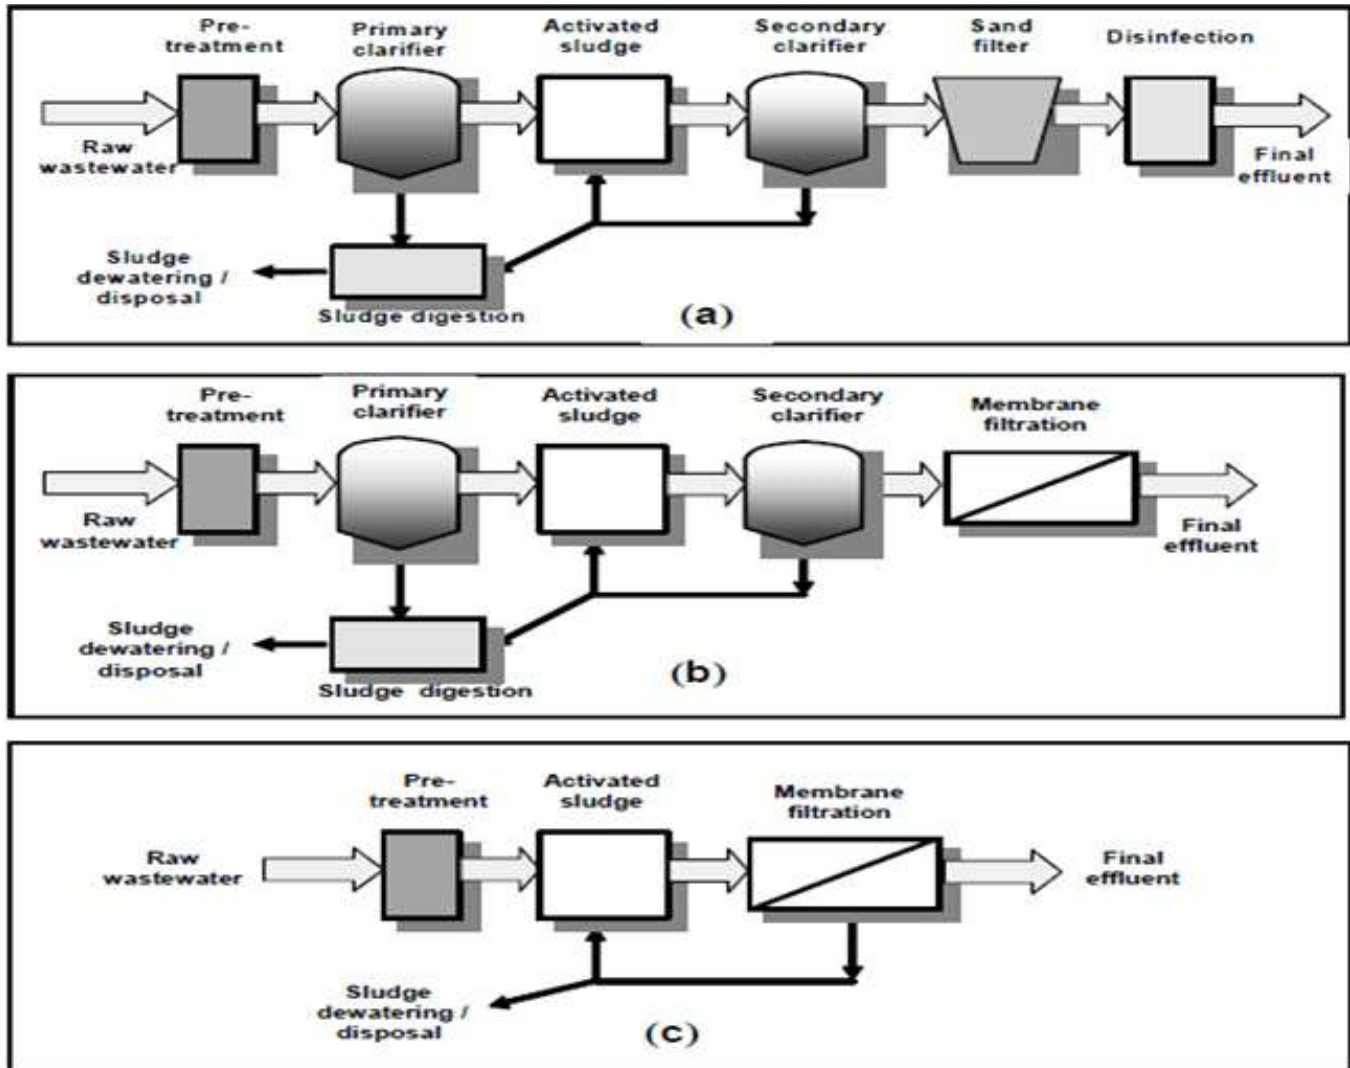 Pre-
treatment
Primary
clarifier
Activated
sludge
Secondary
clarifier
Sand
filter
Disinfection
Raw
wastewater
Final
effluent
Sludge
dewatering /
disposal
Sludge digestion
(a)
Pre-
treatment
Primary
clarifier
Activated
sludge
Secondary
clarifier
Membrane
filtration
Raw
wastewater
Final
effluent
Sludge
dewatering /
disposal
Sludge digestion
(b)
Pre-
treatment
Activated
sludge
Membrane
filtration
Raw
wastewater
Final
effluent
Sludge
dewatering /
disposal
(c)